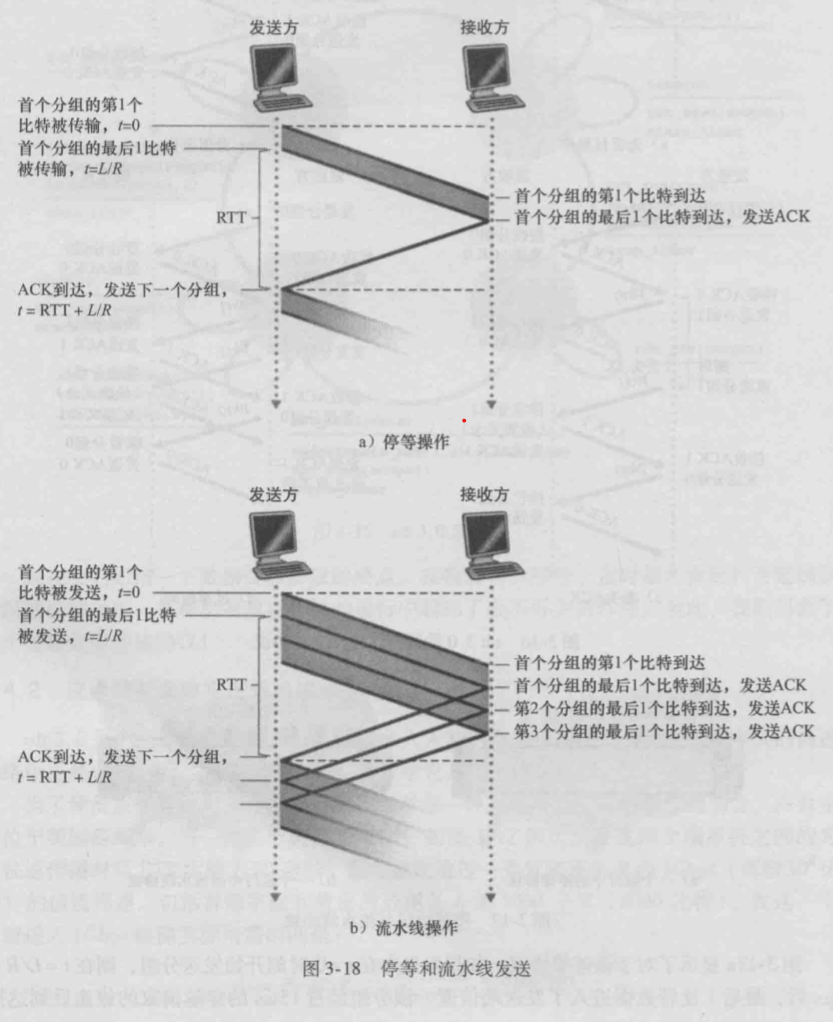 发送方
接收方
首个分组的第1个
比特被传输，t=0
首个分组的最后1比特
被传输，t=L/R
首个分组的第1个比特到达
首个分组的最后1个比特到达，发送ACK
RTT
ACK到达，发送下一个分组，
t = RTT + L/R
a）停等操作
发送方
接收方
首个分组的第1个
比特被发送，t=0
首个分组的最后1比特
被发送，t=L/R
首个分组的第1个比特到达
首个分组的最后1个比特到达，发送ACK
第2个分组的最后1个比特到达，发送ACK
第3个分组的最后1个比特到达，发送ACK
RTT
ACK到达，发送下一个分组，
t = RTT + L/R
b）流水线操作
图 3-18 停等和流水线发送